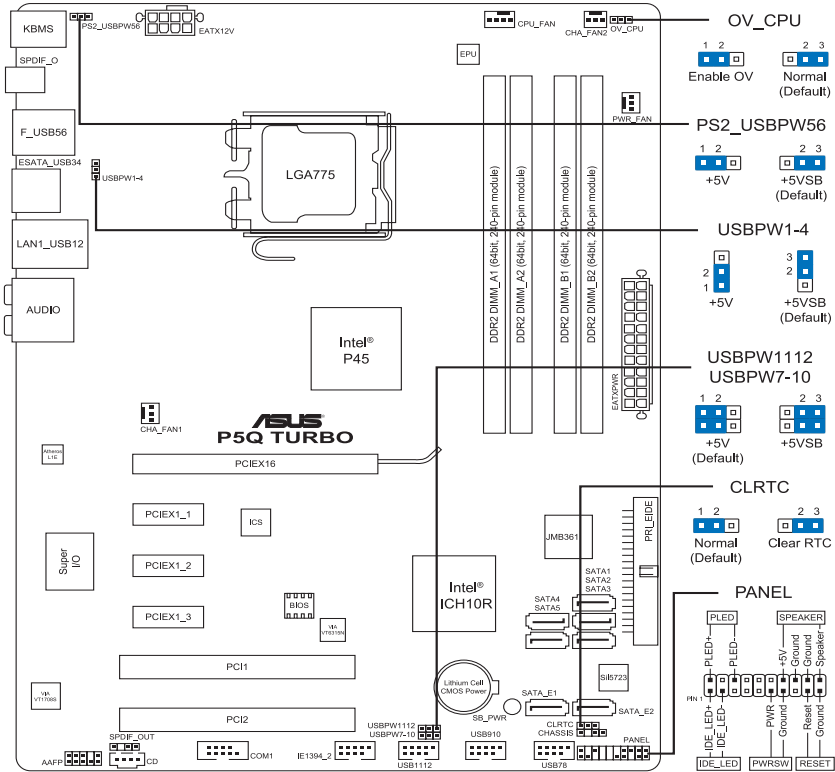 KBMS
PS2_USBPW56
EATX12V
CPU_FAN
CHA_FAN2
OV_CPU
SPDIF_O
EPU
PWR_FAN
F_USB56
ESATA_USB34
USBPW1-4
LGA775
LAN1_USB12
AUDIO
DDR2 DIMM_A1 (64bit, 240-pin module)
DDR2 DIMM_A2 (64bit, 240-pin module)
DDR2 DIMM_B1 (64bit, 240-pin module)
DDR2 DIMM_B2 (64bit, 240-pin module)
EATXPWR
Intel®
P45
CHA_FAN1
ASUS
P5Q TURBO
Atheros
L1E
PCIEX16
PCIEX1_1
ICS
PCIEX1_2
PCIEX1_3
Super
I/O
BIOS
VIA
VT6315N
Intel®
ICH10R
JMB361
PRI_EIDE
SATA1
SATA2
SATA3
SATA4
SATA5
PCI1
PCI2
VIA
VT1708S
Lithium Cell
CMOS Power
SB_PWR
SATA_E1
SATA_E2
Sil5723
USBPW1112
USBPW7-10
CLRTC
CHASSIS
PANEL
SPDIF_OUT
AAFP
CD
COM1
IE1394_2
USB1112
USB910
USB78
OV_CPU
1 2
2 3
Enable OV
Normal
(Default)
PS2_USBPW56
1 2
2 3
+5V
+5VSB
(Default)
USBPW1-4
2
1
3
2
+5V
+5VSB
(Default)
USBPW1112
USBPW7-10
1 2
2 3
+5V
(Default)
+5VSB
CLRTC
1 2
2 3
Normal
(Default)
Clear RTC
PANEL
PLED
SPEAKER
PLED+
PLED-
+5V
Ground
Ground
Speaker
PIN 1
IDE_LED+
IDE_LED-
PWR
Ground
Reset
Ground
IDE_LED
PWRSW
RESET